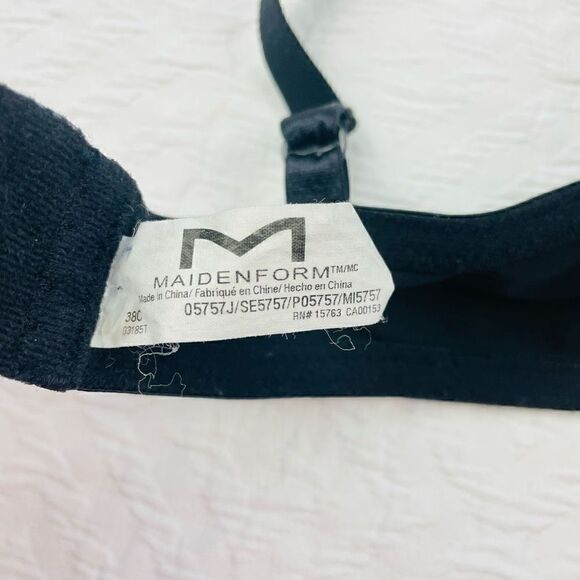 M
MAIDENFORM™/MC
Made in China/ Fabriqué en Chine/ Hecho en China
05757J/SE5757/P05757/MI5757
38C
RN# 15763 CA00153